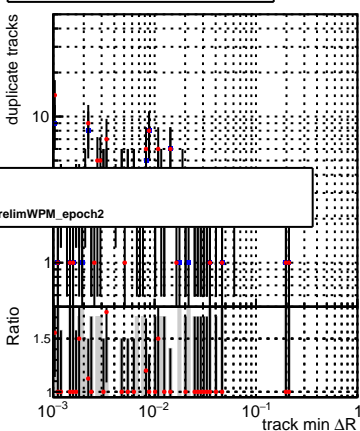 duplicate tracks
10
relimWPM_epoch2
1
Ratio
1.5
1
10⁻³ 10⁻² 10⁻¹ 1
track min ΔR